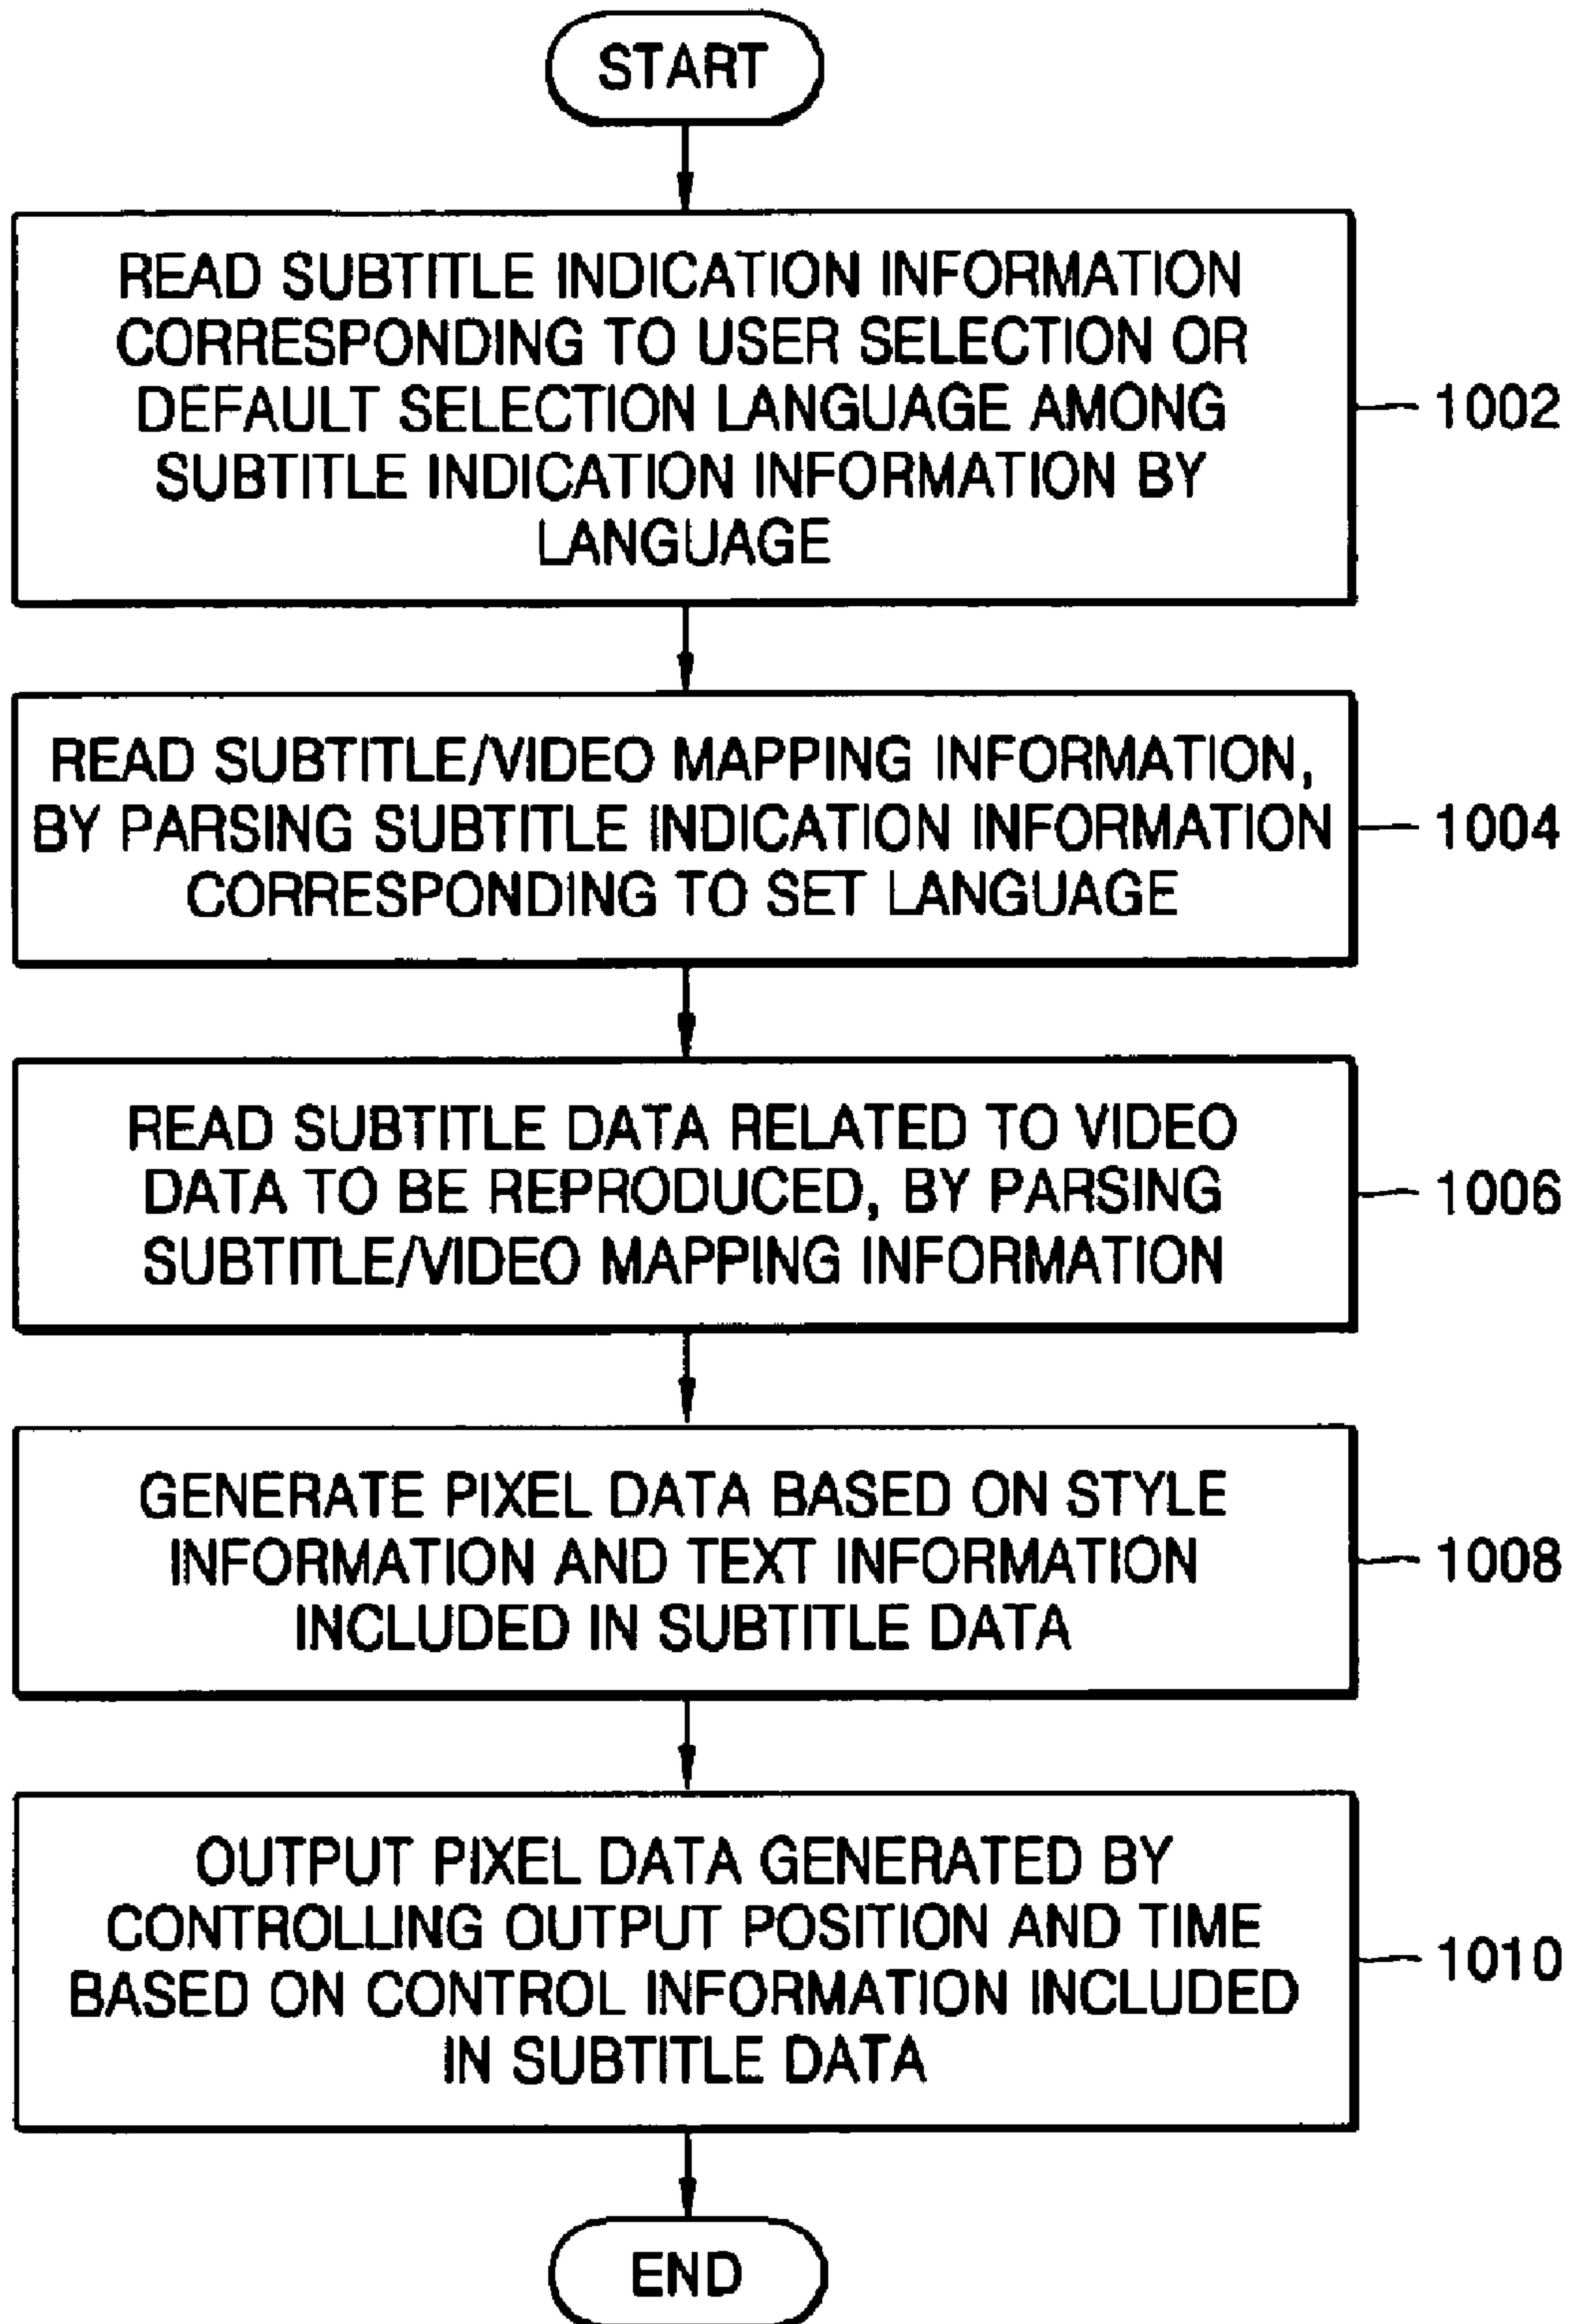 START
READ SUBTITLE INDICATION INFORMATION
CORRESPONDING TO USER SELECTION OR
DEFAULT SELECTION LANGUAGE AMONG
SUBTITLE INDICATION INFORMATION BY
LANGUAGE
1002
READ SUBTITLE/VIDEO MAPPING INFORMATION,
BY PARSING SUBTITLE INDICATION INFORMATION
CORRESPONDING TO SET LANGUAGE
1004
READ SUBTITLE DATA RELATED TO VIDEO
DATA TO BE REPRODUCED, BY PARSING
SUBTITLE/VIDEO MAPPING INFORMATION
1006
GENERATE PIXEL DATA BASED ON STYLE
INFORMATION AND TEXT INFORMATION
INCLUDED IN SUBTITLE DATA
1008
OUTPUT PIXEL DATA GENERATED BY
CONTROLLING OUTPUT POSITION AND TIME
BASED ON CONTROL INFORMATION INCLUDED
IN SUBTITLE DATA
1010
END